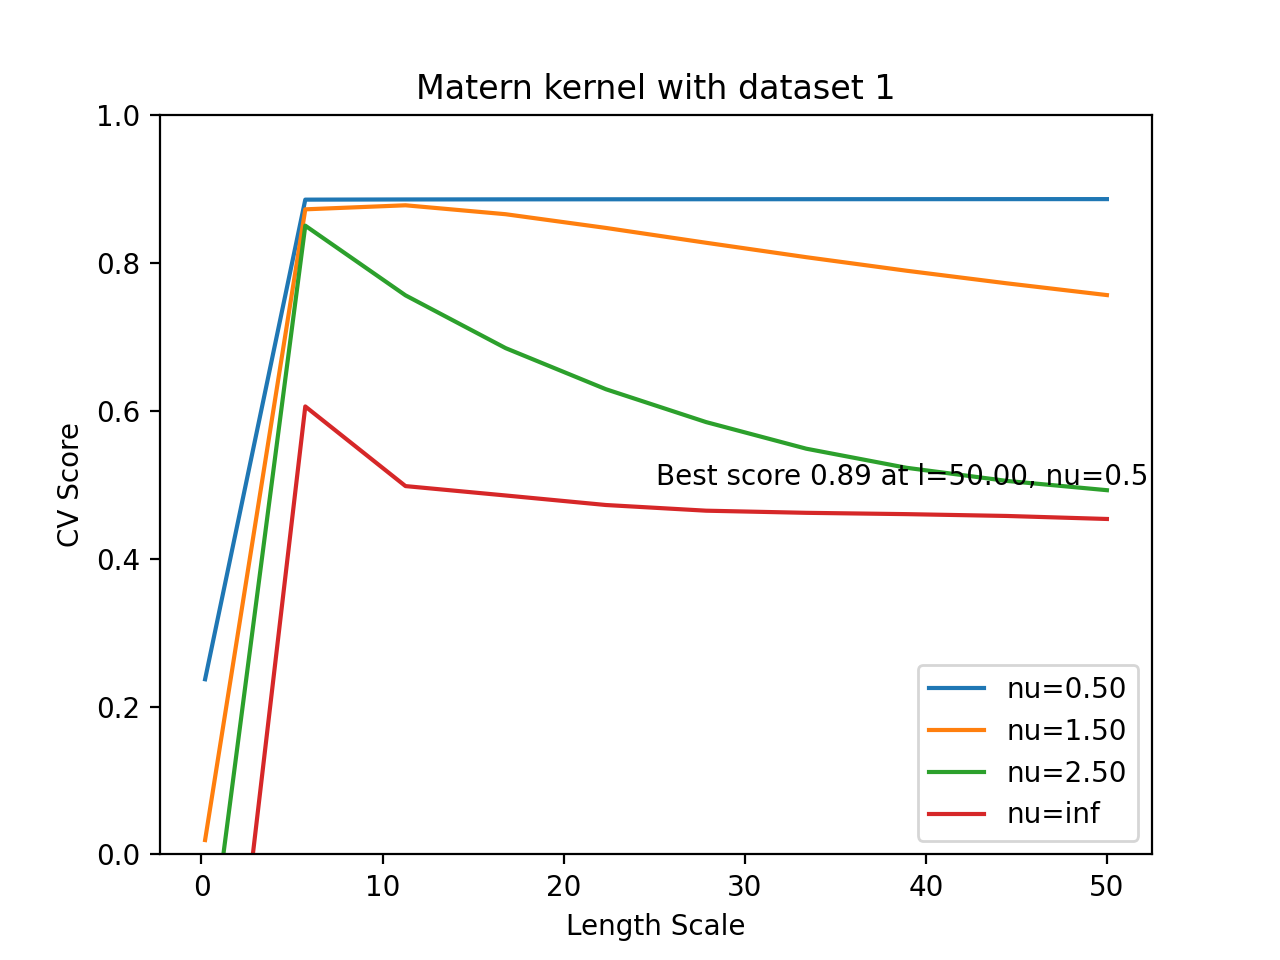 Matern kernel with dataset 1
1.0
0.8
0.6
0.4
0.2
0.0
CV Score
Best score 0.89 at l=50.00, nu=0.5
nu=0.50
nu=1.50
nu=2.50
nu=inf
0 10 20 30 40 50
Length Scale